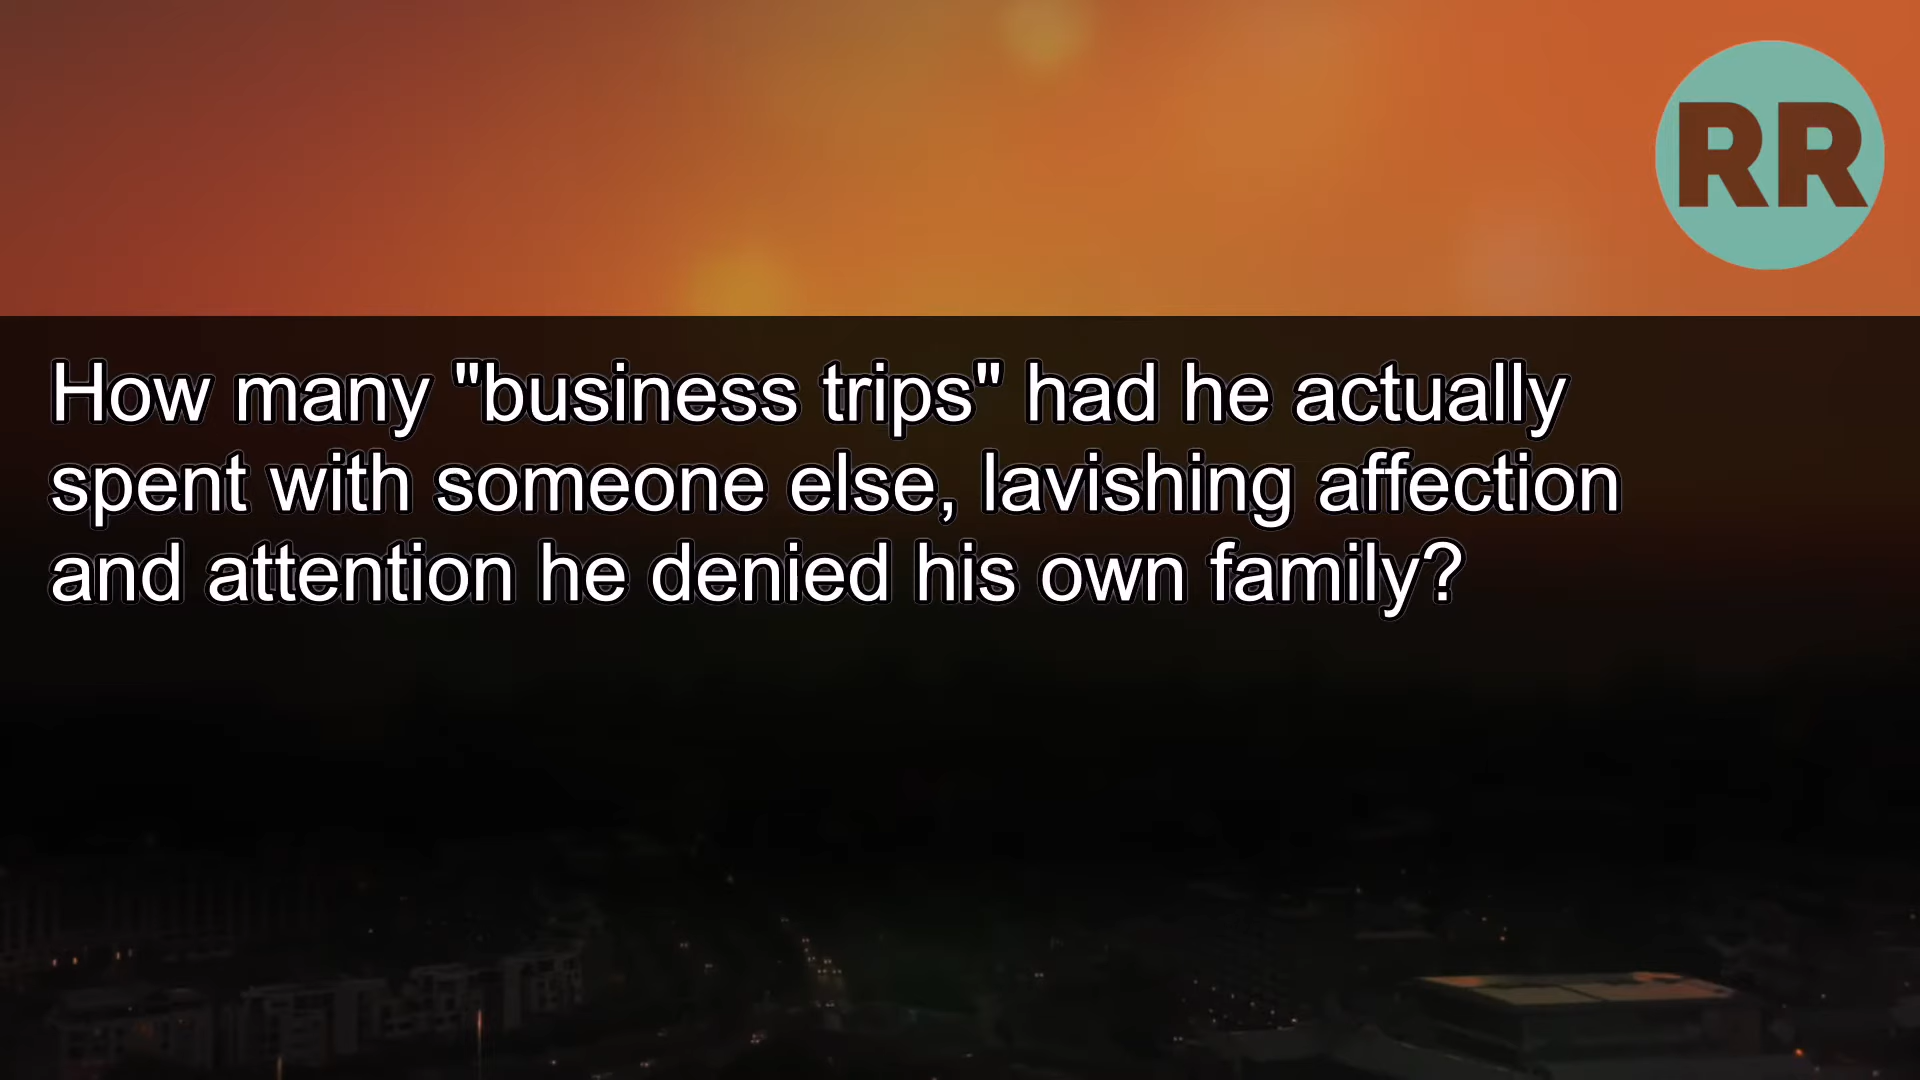 RR
How many "business trips" had he actually
spent with someone else, lavishing affection
and attention he denied his own family?